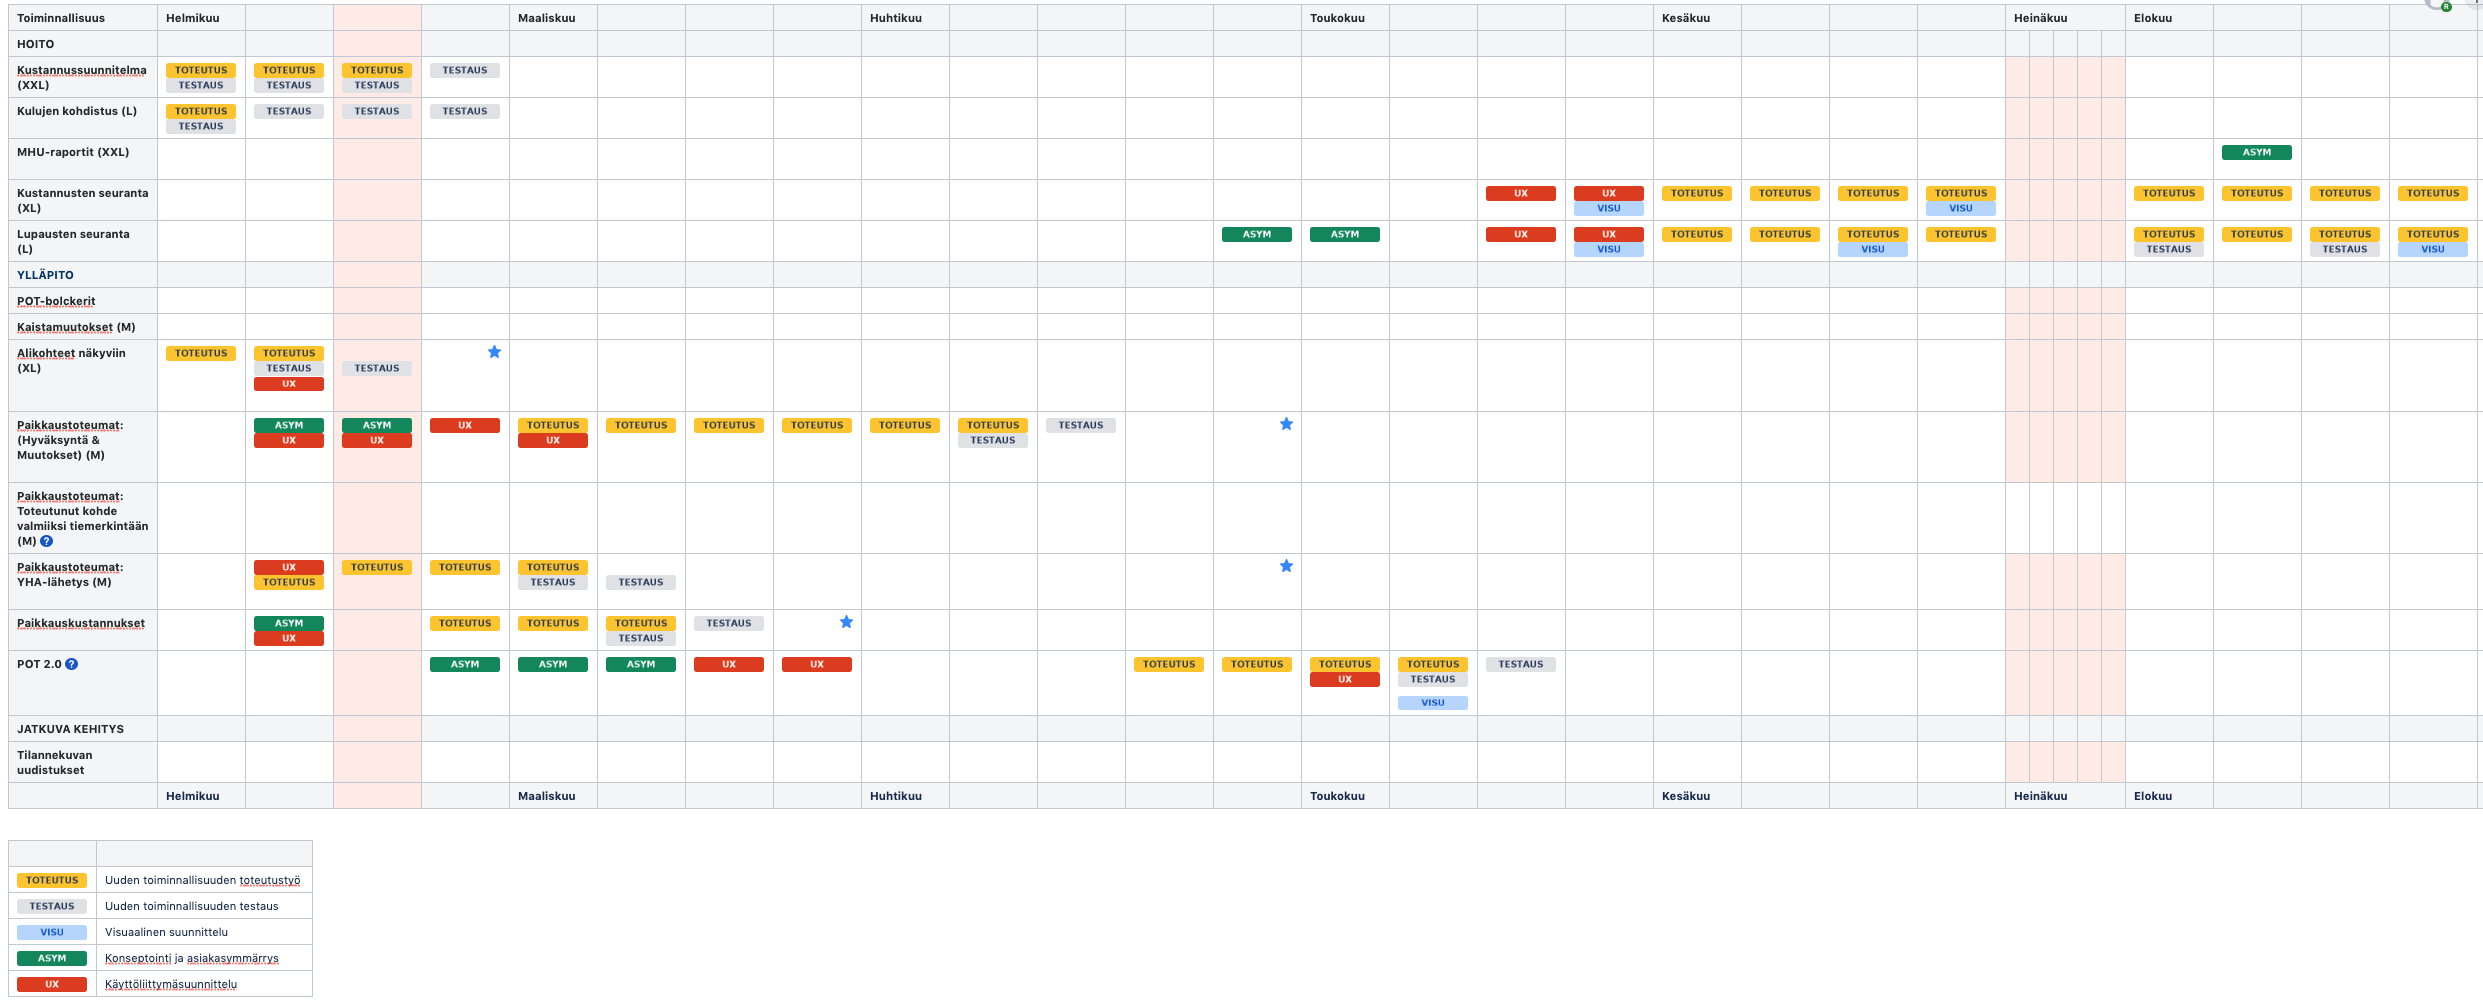 Toiminnallisuus Helmikuu Maaliskuu Huhtikuu Toukokuu Kesäkuu Heinäkuu Elokuu
R
HOITO
Kustannussuunnitelma TOTEUTUS TOTEUTUS TOTEUTUS TESTAUS
(XXL) TESTAUS TESTAUS TESTAUS
Kulujen kohdistus (L) TOTEUTUS TESTAUS TESTAUS TESTAUS
TESTAUS
MHU-raportit (XXL) ASYM
Kustannusten seuranta UX UX TOTEUTUS TOTEUTUS TOTEUTUS TOTEUTUS TOTEUTUS TOTEUTUS TOTEUTUS TOTEUTUS
(XL) VISU VISU
Lupausten seuranta ASYM ASYM UX UX TOTEUTUS TOTEUTUS TOTEUTUS TOTEUTUS TOTEUTUS TOTEUTUS TOTEUTUS TOTEUTUS
(L) VISU VISU TESTAUS TESTAUS VISU
YLLÄPITO
POT-bolckerit
Kaistamuutokset (M)
Alikohteet näkyviin TOTEUTUS TOTEUTUS
(XL) TESTAUS TESTAUS
UX
Paikkaustoteumat: ASYM ASYM UX TOTEUTUS TOTEUTUS TOTEUTUS TOTEUTUS TOTEUTUS TOTEUTUS TESTAUS
(Hyväksyntä & UX UX UX TESTAUS
Muutokset) (M)
Paikkaustoteumat:
Toteutunut kohde
valmiiksi tiemerkintään
(M) ?
Paikkaustoteumat: UX TOTEUTUS TOTEUTUS TOTEUTUS
YHA-lähetys (M) TOTEUTUS TESTAUS TESTAUS
Paikkauskustannukset ASYM TOTEUTUS TOTEUTUS TOTEUTUS TESTAUS
UX TESTAUS
POT 2.0 ? ASYM ASYM ASYM UX UX TOTEUTUS TOTEUTUS TOTEUTUS TOTEUTUS TESTAUS
UX TESTAUS
VISU
JATKUVA KEHITYS
Tilannekuvan
uudistukset
Helmikuu Maaliskuu Huhtikuu Toukokuu Kesäkuu Heinäkuu Elokuu
TOTEUTUS Uuden toiminnallisuuden toteutustyö
TESTAUS Uuden toiminnallisuuden testaus
VISU Visuaalinen suunnittelu
ASYM Konseptointi ja asiakasymmärrys
UX Käyttöliittymäsuunnittelu